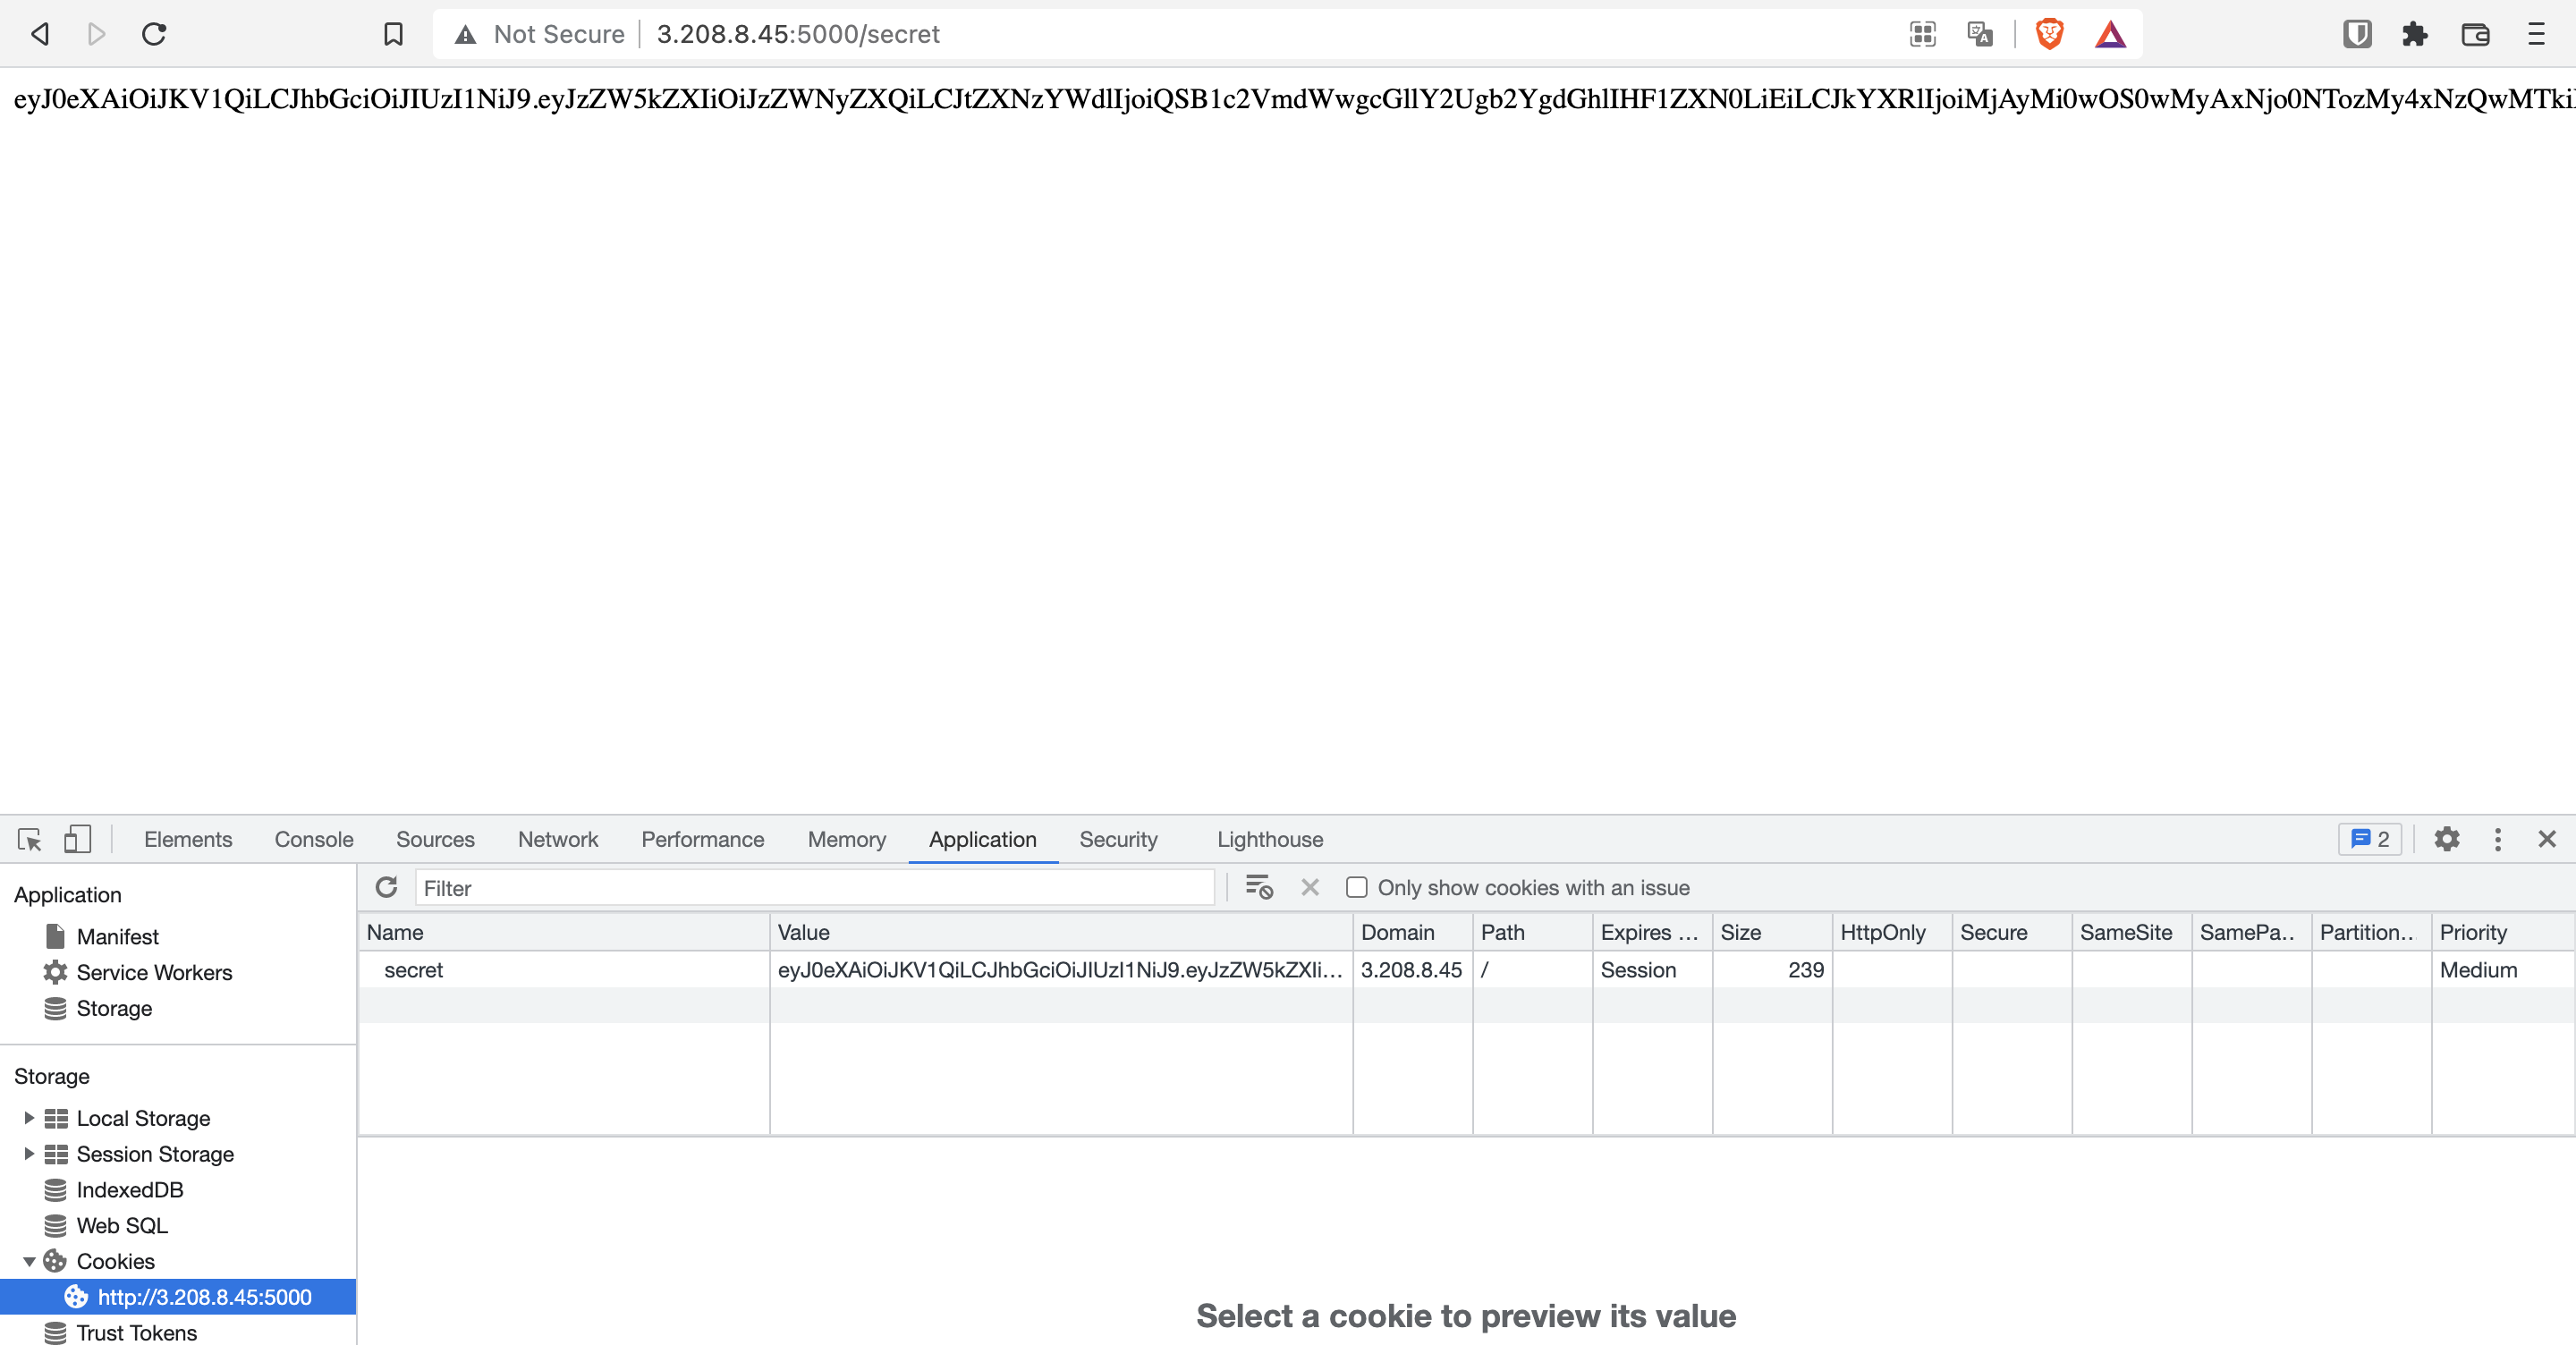 Not Secure 3.208.8.45:5000/secret
eyJ0eXAiOiJKV1QiLCJhbGciOiJIUzI1NiJ9.eyJzZW5kZXIiOiJzZWNyZXQiLCJtZXNzYWdlIjoiQSB1c2VmdWwgcGllY2Ugb2YgdGhlIHF1ZXN0LiEiLCJkYXRlIjoiMjAyMi0wOS0wMyAxNjo0NTozMy4xNzQwMTki
Elements Console Sources Network Performance Memory Application Security Lighthouse 2
Application
Manifest
Service Workers
Storage
Storage
Local Storage
Session Storage
IndexedDB
Web SQL
Cookies
http://3.208.8.45:5000
Trust Tokens
Filter Only show cookies with an issue
Name Value Domain Path Expires ... Size HttpOnly Secure SameSite SamePa.. Partition.. Priority
secret eyJ0eXAiOiJKV1QiLCJhbGciOiJIUzI1NiJ9.eyJzZW5kZXIi... 3.208.8.45 / Session 239 Medium
Select a cookie to preview its value